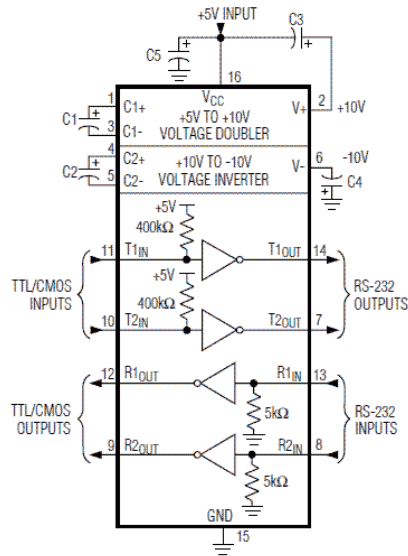 +5V INPUT
C3
+
C5
+
16
VCC
1
C1+
C1
+
3
C1-
+5V TO +10V
VOLTAGE DOUBLER
V+
2
+10V
4
C2+
C2
+
5
C2-
+10V TO -10V
VOLTAGE INVERTER
V-
6
-10V
C4
+
+5V
400kΩ
11
T1IN
T1OUT
14
+5V
400kΩ
TTL/CMOS
INPUTS
RS-232
OUTPUTS
10
T2IN
T2OUT
7
12
R1OUT
R1IN
13
5kΩ
TTL/CMOS
OUTPUTS
RS-232
INPUTS
9
R2OUT
R2IN
8
5kΩ
GND
15